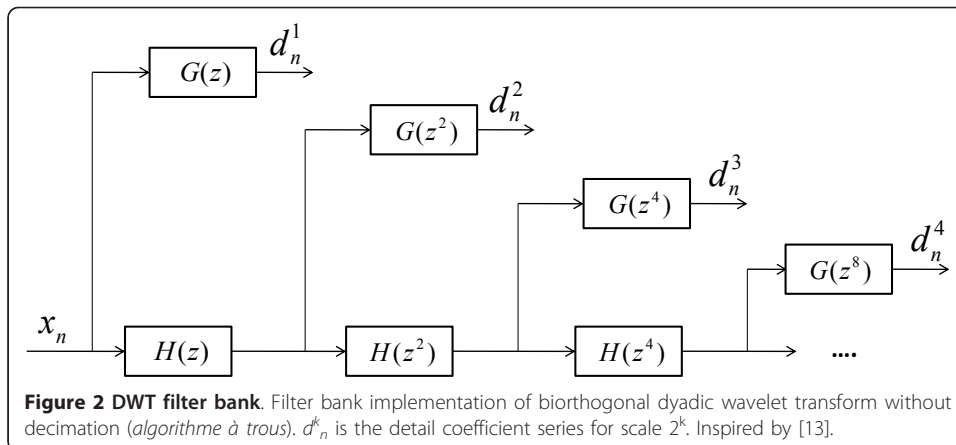 d_n^1
G(z)
d_n^2
G(z^2)
d_n^3
G(z^4)
d_n^4
G(z^8)
x_n
H(z)
H(z^2)
H(z^4)
....
Figure 2 DWT filter bank. Filter bank implementation of biorthogonal dyadic wavelet transform without
decimation (algorithme à trous). d^k_n is the detail coefficient series for scale 2^k. Inspired by [13].